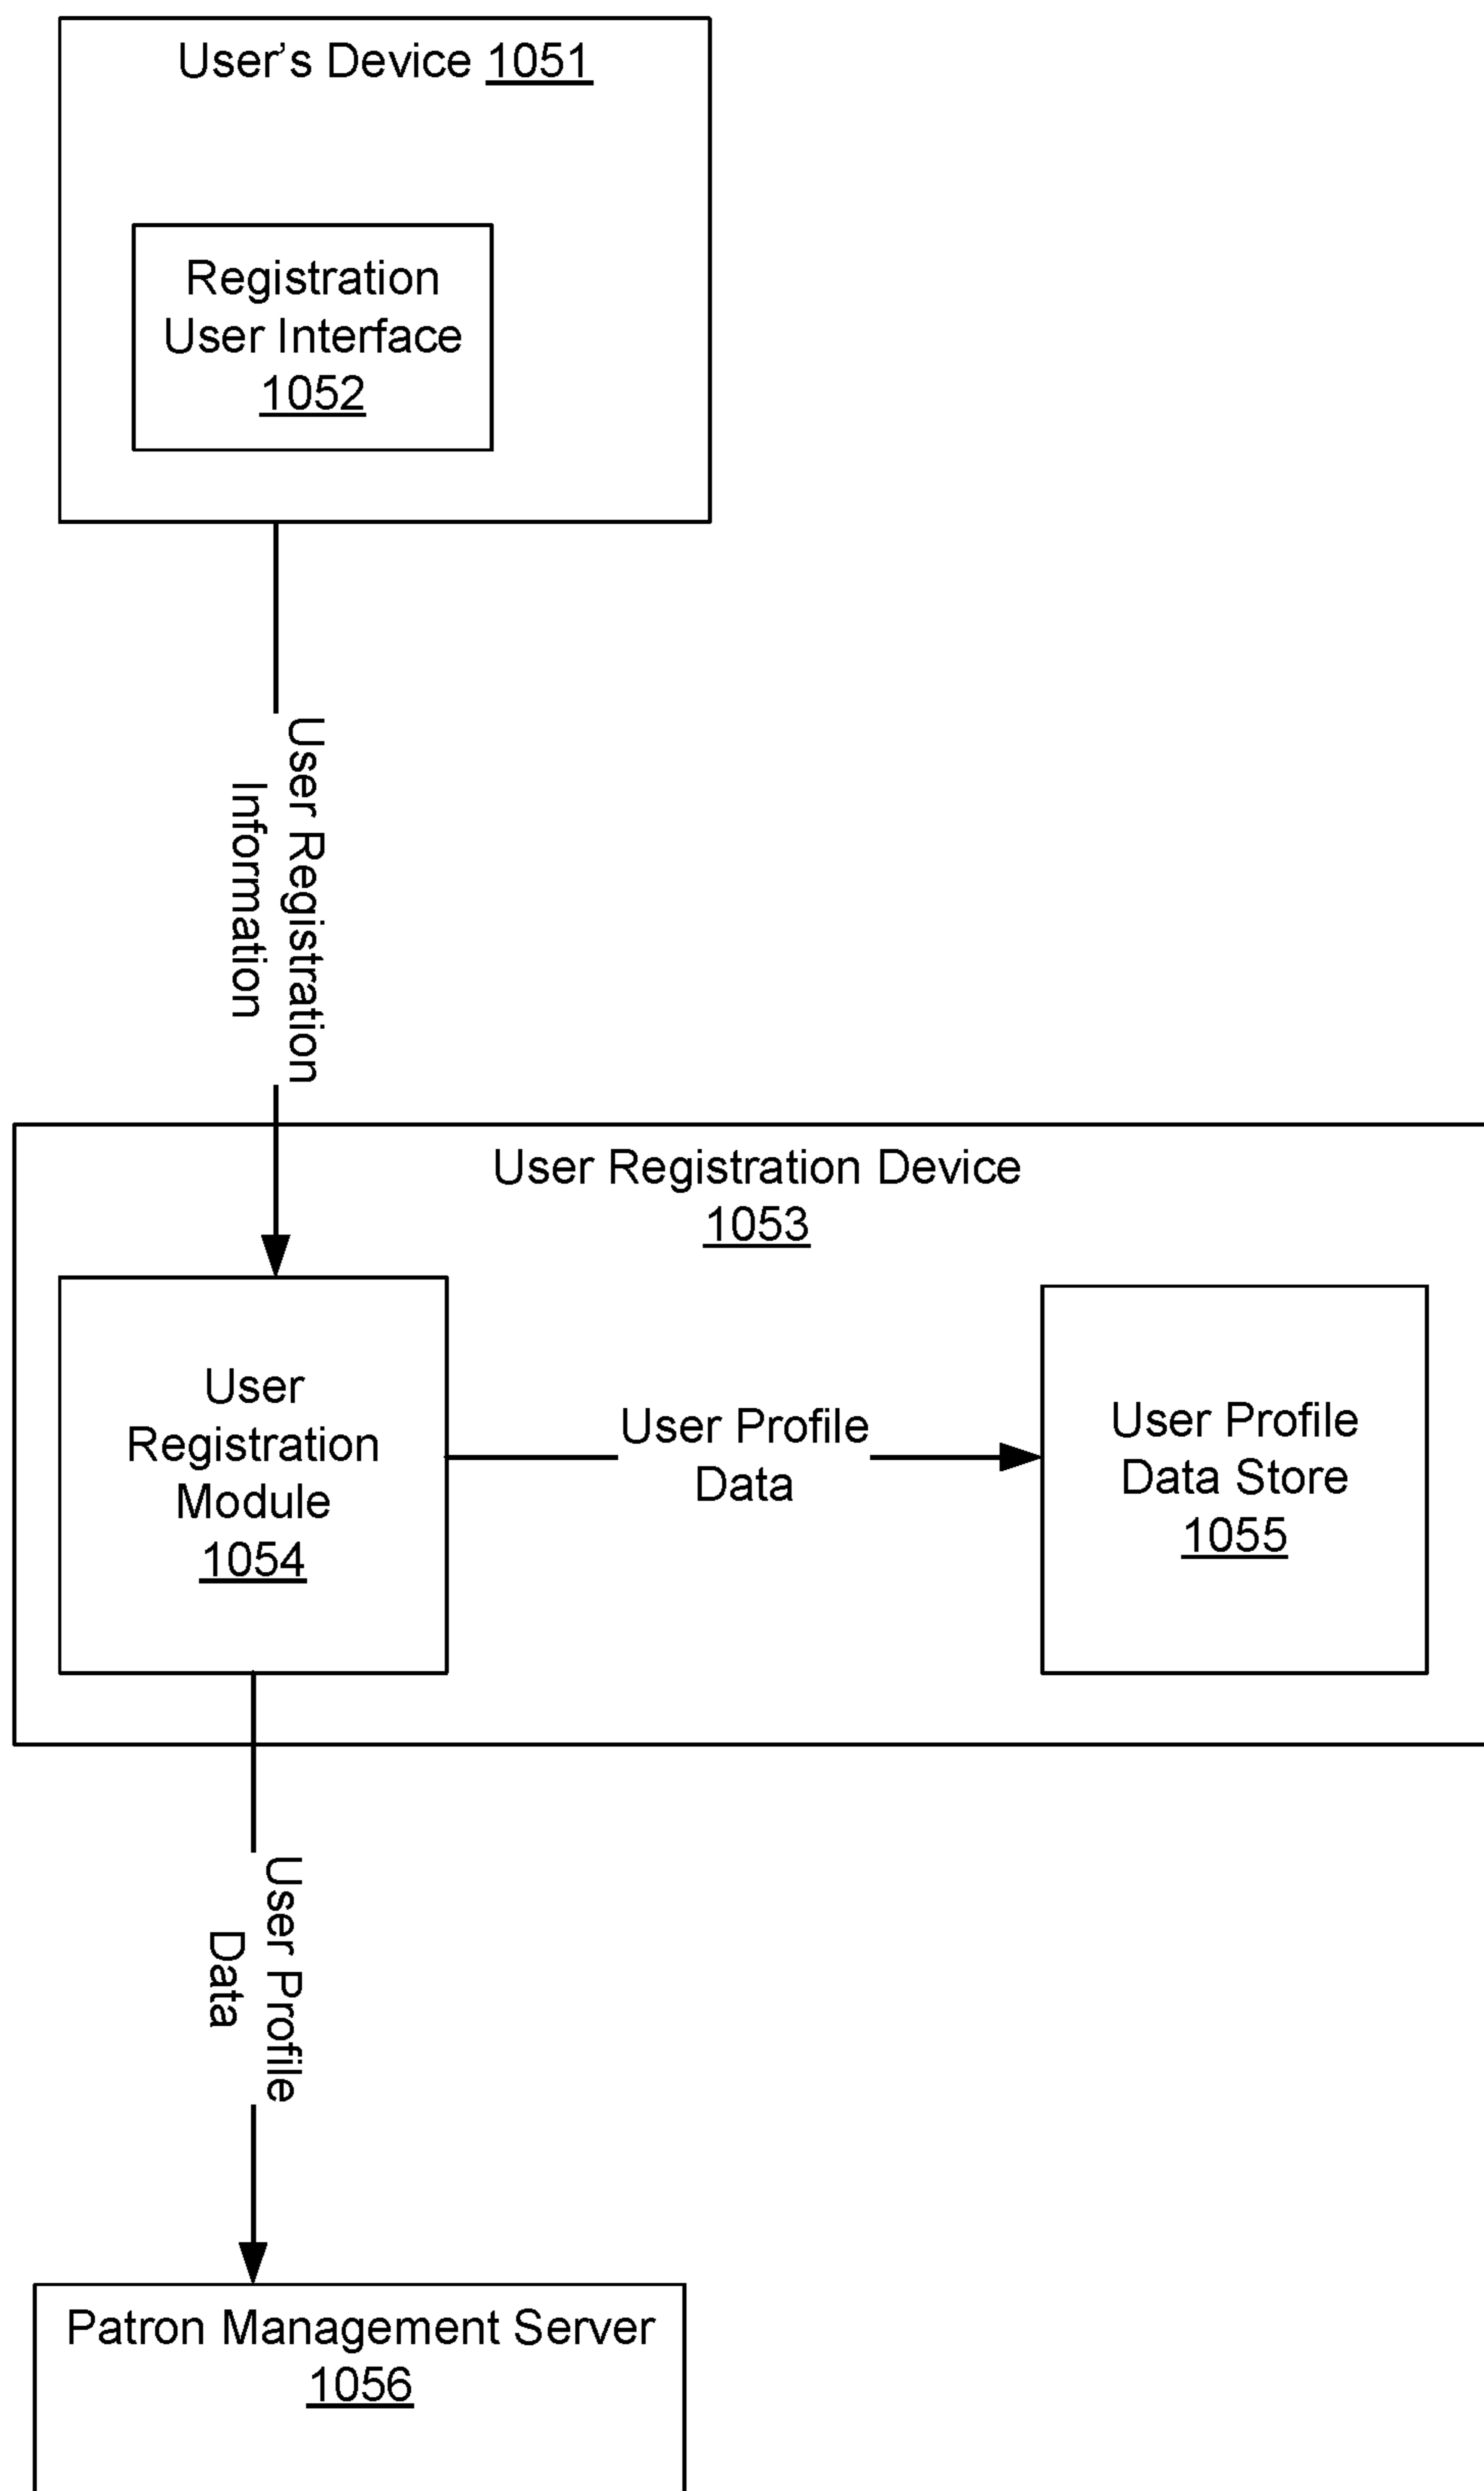 User's Device 1051
Registration
User Interface
1052
User Registration
Information
User Registration Device
1053
User
Registration
Module
1054
User Profile
Data
User Profile
Data Store
1055
User Profile
Data
Patron Management Server
1056